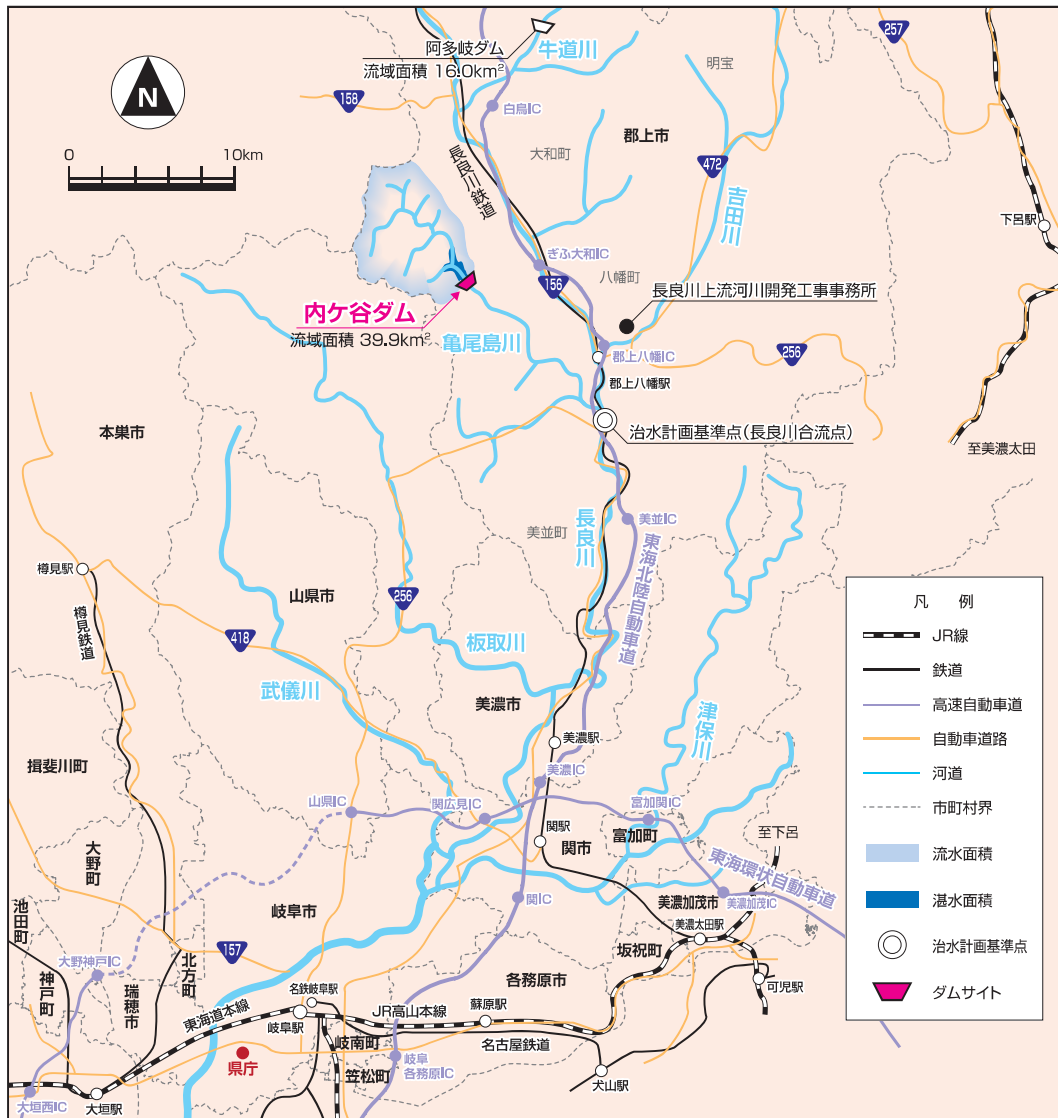 257
阿多岐ダム
流域面積 16.0km²
牛道川
明宝
N
158
白鳥IC
郡上市
大和町
0 10km
長良川鉄道
472
吉田川
下呂駅
ぎふ大和IC
八幡町
156
長良川上流河川開発工事事務所
内ケ谷ダム
流域面積 39.9km²
亀尾島川
郡上八幡IC
256
郡上八幡駅
本巣市
治水計画基準点(長良川合流点)
至美濃太田
長良川
美並IC
美並町
東海北陸自動車道
樽見駅
樽見鉄道
山県市
256
418
板取川
武儀川
美濃市
津保川
美濃駅
揖斐川町
美濃IC
山県IC
関広見IC
富加関IC
関駅
関市
富加町
至下呂
大野町
東海環状自動車道
岐阜市
関IC
美濃加茂市
美濃加茂IC
池田町
美濃太田駅
157
坂祝町
大野神戸IC
北方町
神戸町
瑞穂市
各務原市
可児駅
名鉄岐阜駅
東海道本線
岐阜駅
JR高山本線
蘇原駅
岐南町
名古屋鉄道
県庁
笠松町
岐阜
各務原IC
犬山駅
大垣西IC
大垣駅
凡 例
JR線
鉄道
高速自動車道
自動車道路
河道
市町村界
流水面積
湛水面積
治水計画基準点
ダムサイト